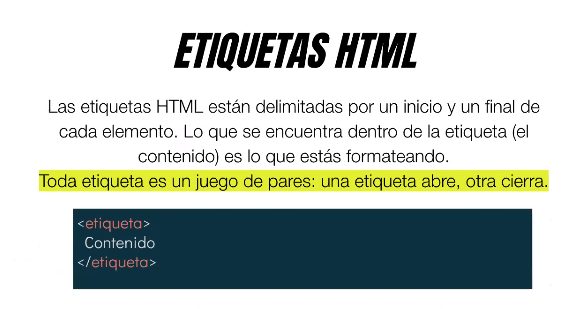 ETIQUETAS HTML
Las etiquetas HTML están delimitadas por un inicio y un final de
cada elemento. Lo que se encuentra dentro de la etiqueta (el
contenido) es lo que estás formateando.
Toda etiqueta es un juego de pares: una etiqueta abre, otra cierra.
<etiqueta>
Contenido
</etiqueta>